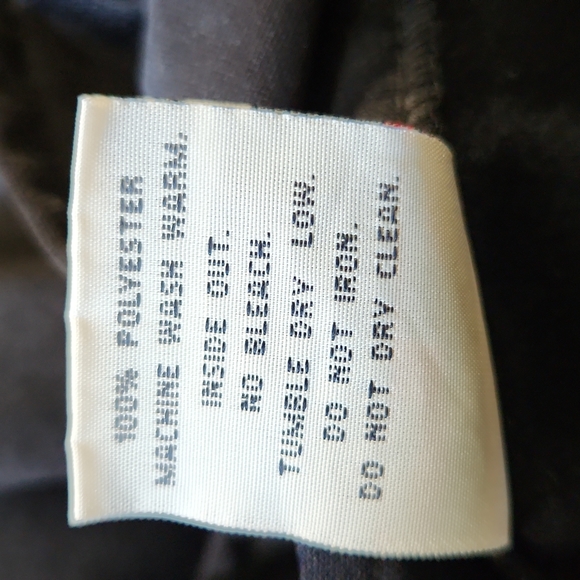 100% POLYESTER
MACHINE WASH WARM.
INSIDE OUT.
NO BLEACH.
TUMBLE DRY LOW.
DO NOT IRON.
DO NOT DRY CLEAN.